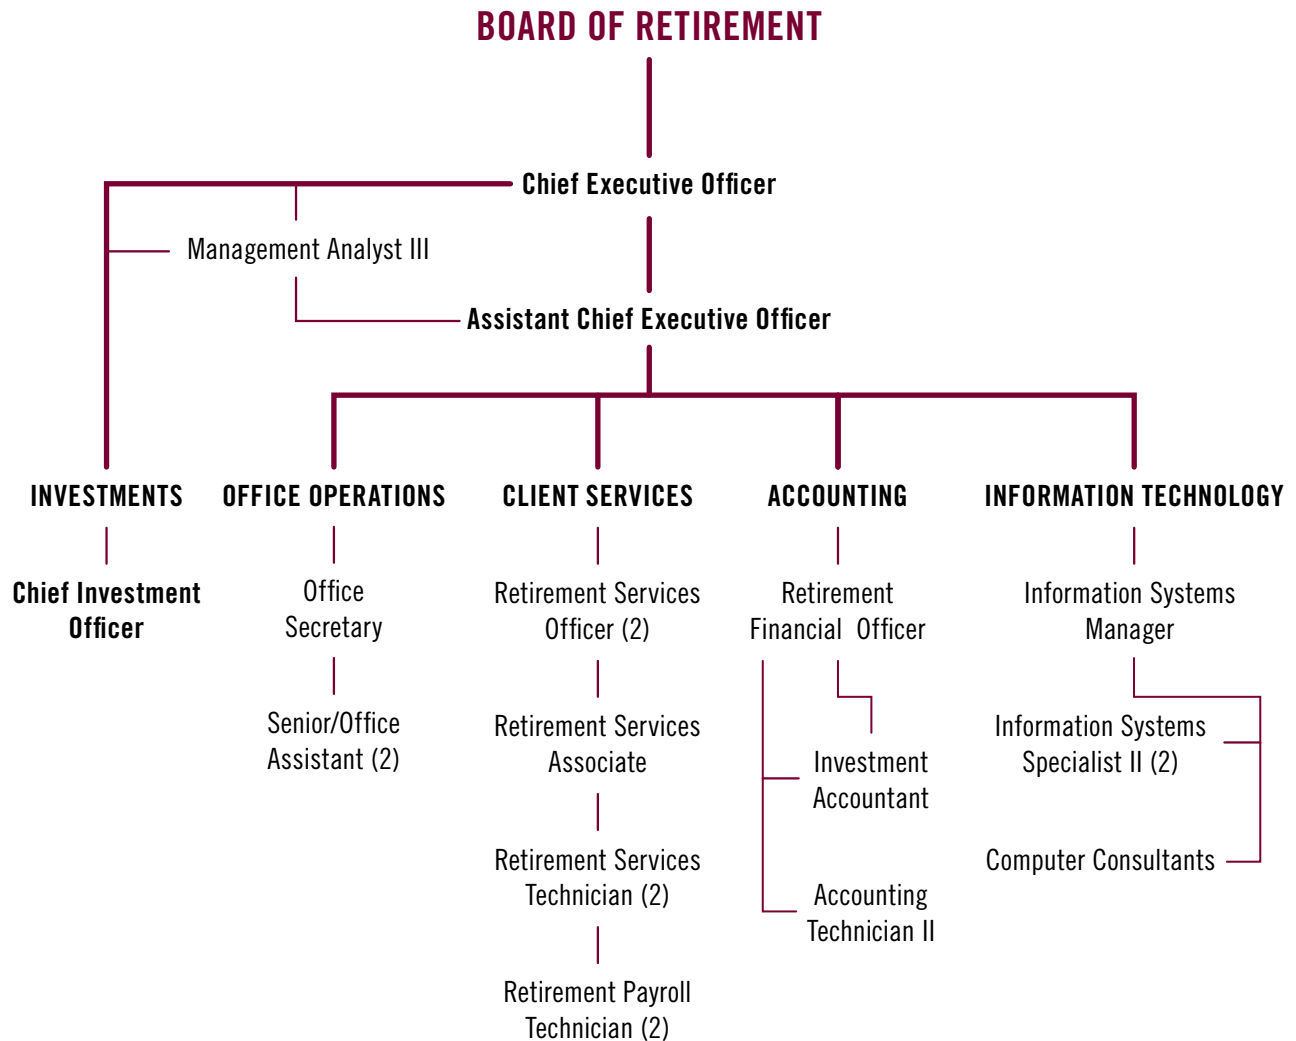 BOARD OF RETIREMENT
Chief Executive Officer
Management Analyst III
Assistant Chief Executive Officer
INVESTMENTS
Chief Investment
Officer
OFFICE OPERATIONS
Office
Secretary
Senior/Office
Assistant (2)
CLIENT SERVICES
Retirement Services
Officer (2)
Retirement Services
Associate
Retirement Services
Technician (2)
Retirement Payroll
Technician (2)
ACCOUNTING
Retirement
Financial Officer
Investment
Accountant
Accounting
Technician II
INFORMATION TECHNOLOGY
Information Systems
Manager
Information Systems
Specialist II (2)
Computer Consultants